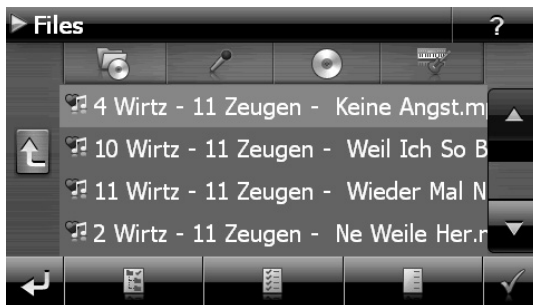 Files ?
4 Wirtz - 11 Zeugen - Keine Angst.m
10 Wirtz - 11 Zeugen - Weil Ich So B
11 Wirtz - 11 Zeugen - Wieder Mal N
2 Wirtz - 11 Zeugen - Ne Weile Her.r